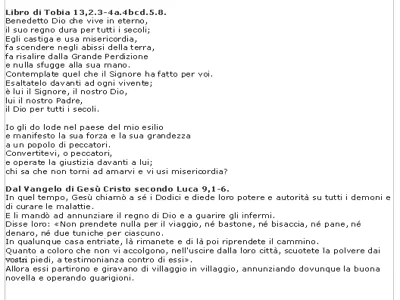 Libro di Tobia 13,2.3-4a.4bcd.5.8.
Benedetto Dio che vive in eterno,
il suo regno dura per tutti i secoli;
Egli castiga e usa misericordia,
fa scendere negli abissi della terra,
fa risalire dalla Grande Perdizione
e nulla sfugge alla sua mano.
Contemplate quel che il Signore ha fatto per voi.
Esaltatelo davanti ad ogni vivente;
è lui il Signore, il nostro Dio,
lui il nostro Padre,
il Dio per tutti i secoli.
Io gli do lode nel paese del mio esilio
e manifesto la sua forza e la sua grandezza
a un popolo di peccatori.
Convertitevi, o peccatori,
e operate la giustizia davanti a lui;
chi sa che non torni ad amarvi e vi usi misericordia?
Dal Vangelo di Gesù Cristo secondo Luca 9,1-6.
In quel tempo, Gesù chiamò a sé i Dodici e diede loro potere e autorità su tutti i demoni e
di curare le malattie.
E li mandò ad annunziare il regno di Dio e a guarire gli infermi.
Disse loro: «Non prendete nulla per il viaggio, né bastone, né bisaccia, né pane, né
denaro, né due tuniche per ciascuno.
In qualunque casa entriate, là rimanete e di là poi riprendete il cammino.
Quanto a coloro che non vi accolgono, nell'uscire dalla loro città, scuotete la polvere dai
vostri piedi, a testimonianza contro di essi».
Allora essi partirono e giravano di villaggio in villaggio, annunziando dovunque la buona
novella e operando guarigioni.